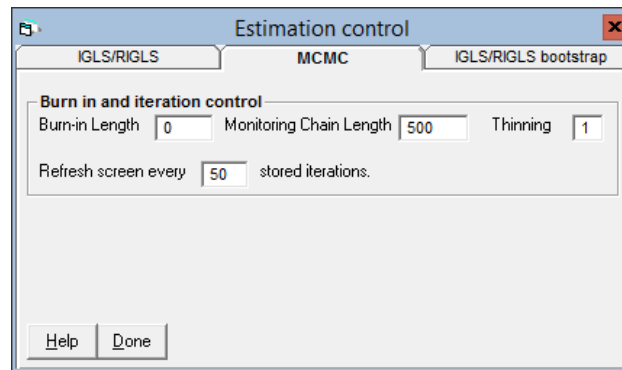 Estimation control
IGLS/RIGLS MCMC IGLS/RIGLS bootstrap
Burn in and iteration control
Burn-in Length 0 Monitoring Chain Length 500 Thinning 1
Refresh screen every 50 stored iterations.
Help Done